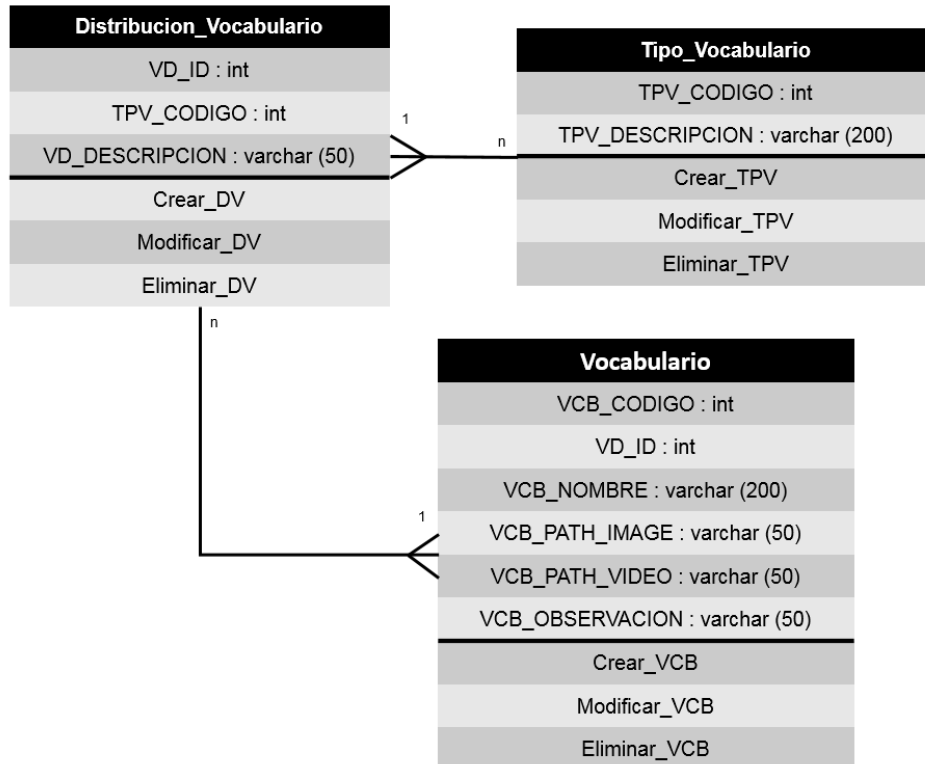 Distribucion_Vocabulario
VD_ID : int
TPV_CODIGO : int
VD_DESCRIPCION : varchar (50)
Crear_DV
Modificar_DV
Eliminar_DV
1
n
Tipo_Vocabulario
TPV_CODIGO : int
TPV_DESCRIPCION : varchar (200)
Crear_TPV
Modificar_TPV
Eliminar_TPV
n
1
Vocabulario
VCB_CODIGO : int
VD_ID : int
VCB_NOMBRE : varchar (200)
VCB_PATH_IMAGE : varchar (50)
VCB_PATH_VIDEO : varchar (50)
VCB_OBSERVACION : varchar (50)
Crear_VCB
Modificar_VCB
Eliminar_VCB